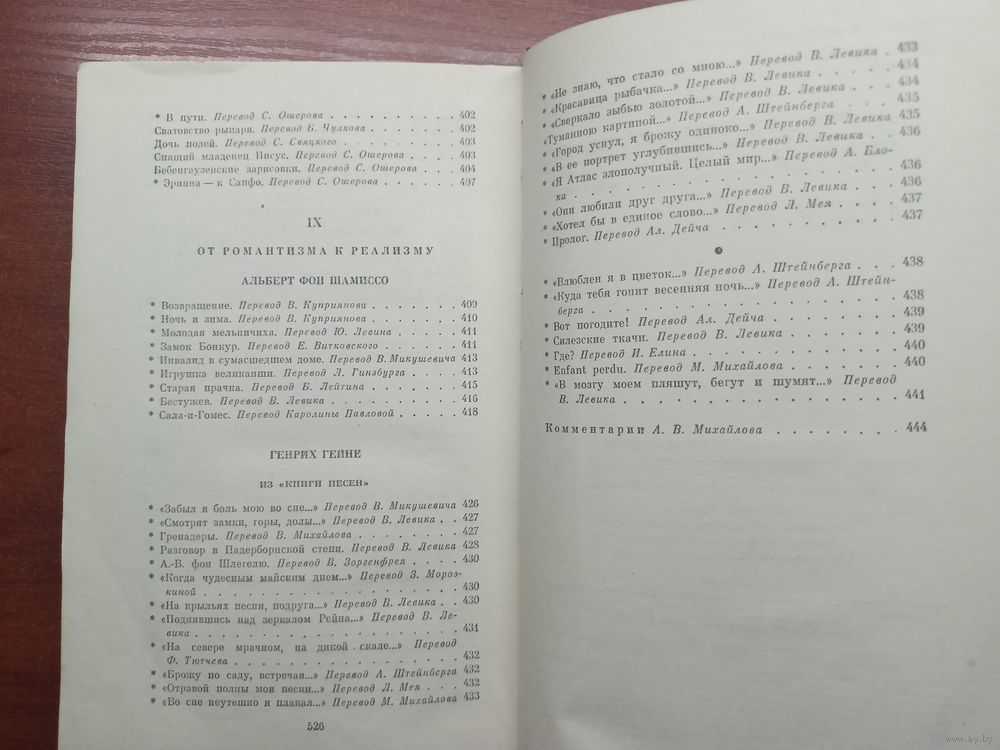 * В пути. Перевод С. Ошерова . . . . . . . . . . . 402
Сватовство рыцаря. Перевод Б. Чулкова . . . . . . . 402
Дочь полей. Перевод С. Свяцкого . . . . . . . . . . 403
Спящий младенец Иисус. Перевод С. Ошерова . . . . 403
Бебенгаузенские зарисовки. Перевод С. Ошерова . . . 404
* Эринна — к Сапфо. Перевод С. Ошерова . . . . . . . 407
IX
ОТ РОМАНТИЗМА К РЕАЛИЗМУ
АЛЬБЕРТ ФОН ШАМИССО
* Возвращение. Перевод В. Куприянова . . . . . . . . 409
* Ночь и зима. Перевод В. Куприянова . . . . . . . . 410
* Молодая мельничиха. Перевод Ю. Левина . . . . . . 411
* Замок Бонкур. Перевод Е. Витковского . . . . . . . 411
* Инвалид в сумасшедшем доме. Перевод В. Микушевича 413
* Игрушка великанши. Перевод Л. Гинзбурга . . . . . 413
* Старая прачка. Перевод Б. Лейтина . . . . . . . . 415
* Бестужев. Перевод В. Левика . . . . . . . . . . . 416
* Сала-и-Гомес. Перевод Каролины Павловой . . . . . 418
ГЕНРИХ ГЕЙНЕ
ИЗ «КНИГИ ПЕСЕН»
* «Забыл я боль мою во сне...» Перевод В. Микушевича 426
* «Смотрят замки, горы, долы...» Перевод В. Левика . . 427
* Гренадеры. Перевод В. Михайлова . . . . . . . . . 427
* Разговор в Падерборнской степи. Перевод В. Левика 428
* А.-В. фон Шлегелю. Перевод В. Зоргенфрея . . . . 430
* «Когда чудесным майским днем...» Перевод З. Мороз-
киной . . . . . . . . . . . . . . . . . . . . 430
* «На крыльях песни, подруга...» Перевод В. Левика . . 430
* «Поднявшись над зеркалом Рейна...» Перевод В. Ле-
вика . . . . . . . . . . . . . . . . . . . . . 431
* «На севере мрачном, на дикой скале...» Перевод
Ф. Тютчева . . . . . . . . . . . . . . . . . . 432
* «Брожу по саду, встречая...» Перевод А. Штейнберга 432
* «Отравой полны мои песни...» Перевод Л. Мея . . . 432
* «Во сне неутешно я плакал...» Перевод М. Михайлова 433
526
* «Не знаю, что стало со мною...» Перевод В. Левика . 433
* «Красавица рыбачка...» Перевод В. Левика . . . . . 434
* «Сверкало зыбью золотой...» Перевод В. Левика . . . 434
* «Туманною картиной...» Перевод А. Штейнберга . . . 435
* «Город уснул, я брожу одиноко...» Перевод В. Левика 435
* «В ее портрет углубившись...» Перевод В. Левика . . 436
* «Я Атлас злополучный. Целый мир...» Перевод А. Бло-
ка . . . . . . . . . . . . . . . . . . . . . . 436
* «Они любили друг друга...» Перевод В. Левика . . . 436
* «Хотел бы в единое слово...» Перевод Л. Мея . . . . 437
* Пролог. Перевод Ал. Дейча . . . . . . . . . . . . 437
* «Влюблен я в цветок...» Перевод А. Штейнберга . . . 438
* «Куда тебя гонит весенняя ночь...» Перевод А. Штейн-
берга . . . . . . . . . . . . . . . . . . . . . 438
* Вот погодите! Перевод Ал. Дейча . . . . . . . . . 439
* Силезские ткачи. Перевод В. Левика . . . . . . . . 439
* Где? Перевод И. Елина . . . . . . . . . . . . . . 440
* Enfant perdu. Перевод М. Михайлова . . . . . . . . 440
* «В мозгу моем пляшут, бегут и шумят...» Перевод
В. Левика . . . . . . . . . . . . . . . . . . . 441
Комментарии А. В. Михайлова . . . . . . . . 444
www.ay.by